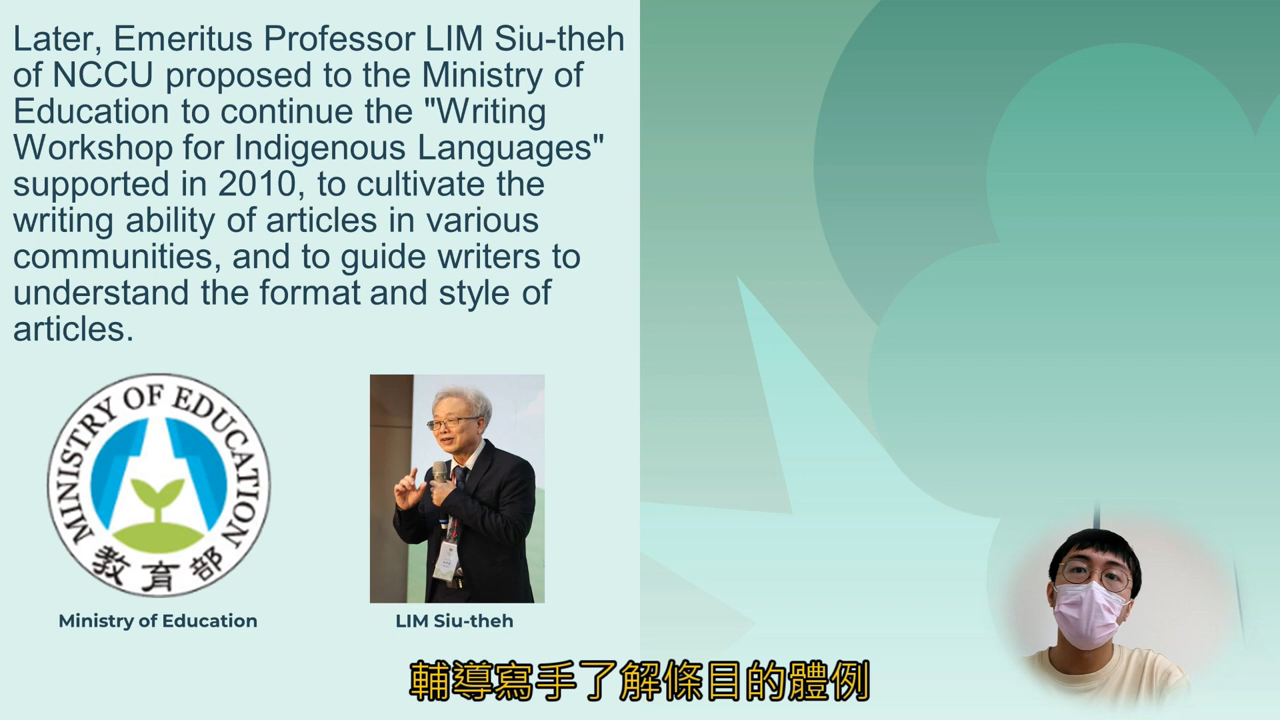 Later, Emeritus Professor LIM Siu-theh
of NCCU proposed to the Ministry of
Education to continue the "Writing
Workshop for Indigenous Languages"
supported in 2010, to cultivate the
writing ability of articles in various
communities, and to guide writers to
understand the format and style of
articles.
MINISTRY OF EDUCATION
教育部
Ministry of Education
LIM Siu-theh
輔導寫手了解條目的體例